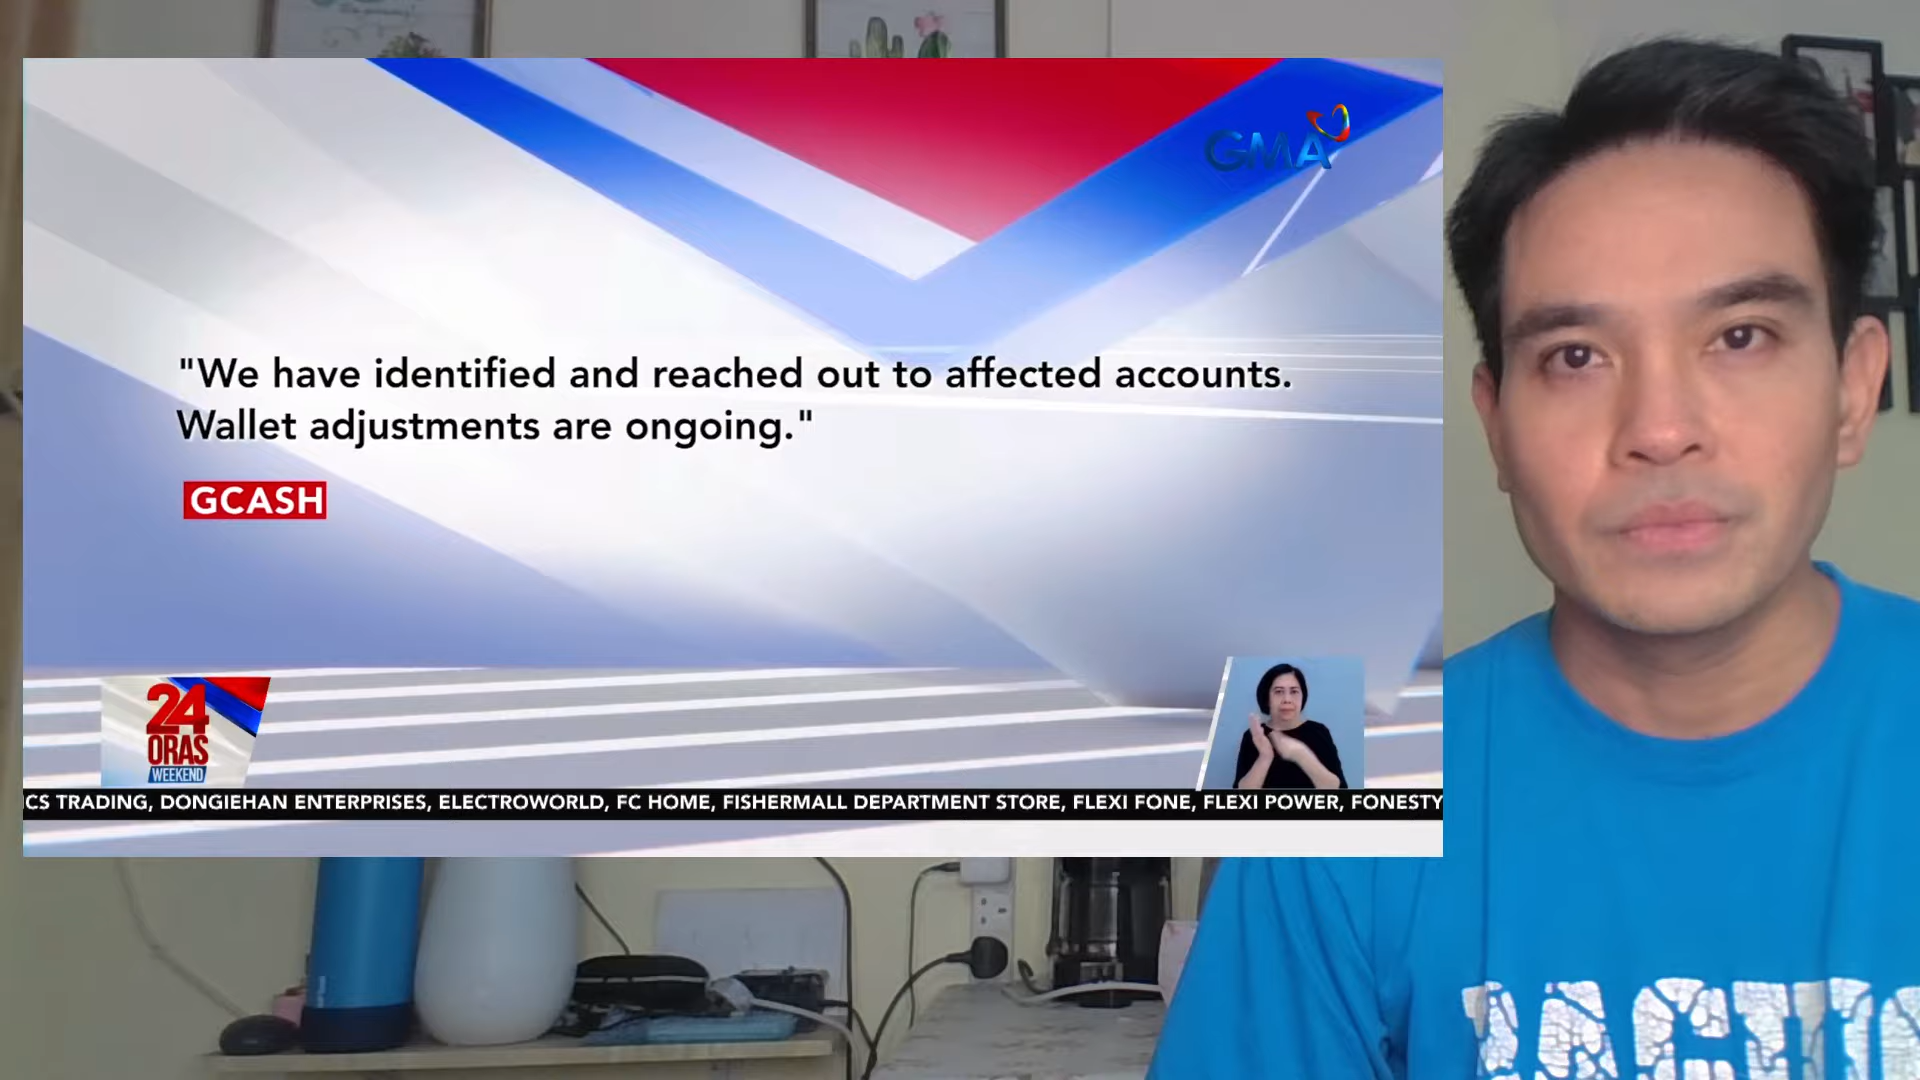 GMA
"We have identified and reached out to affected accounts.
Wallet adjustments are ongoing."
GCASH
24
ORAS
WEEKEND
CS TRADING, DONGIEHAN ENTERPRISES, ELECTROWORLD, FC HOME, FISHERMALL DEPARTMENT STORE, FLEXI FONE, FLEXI POWER, FONESTY